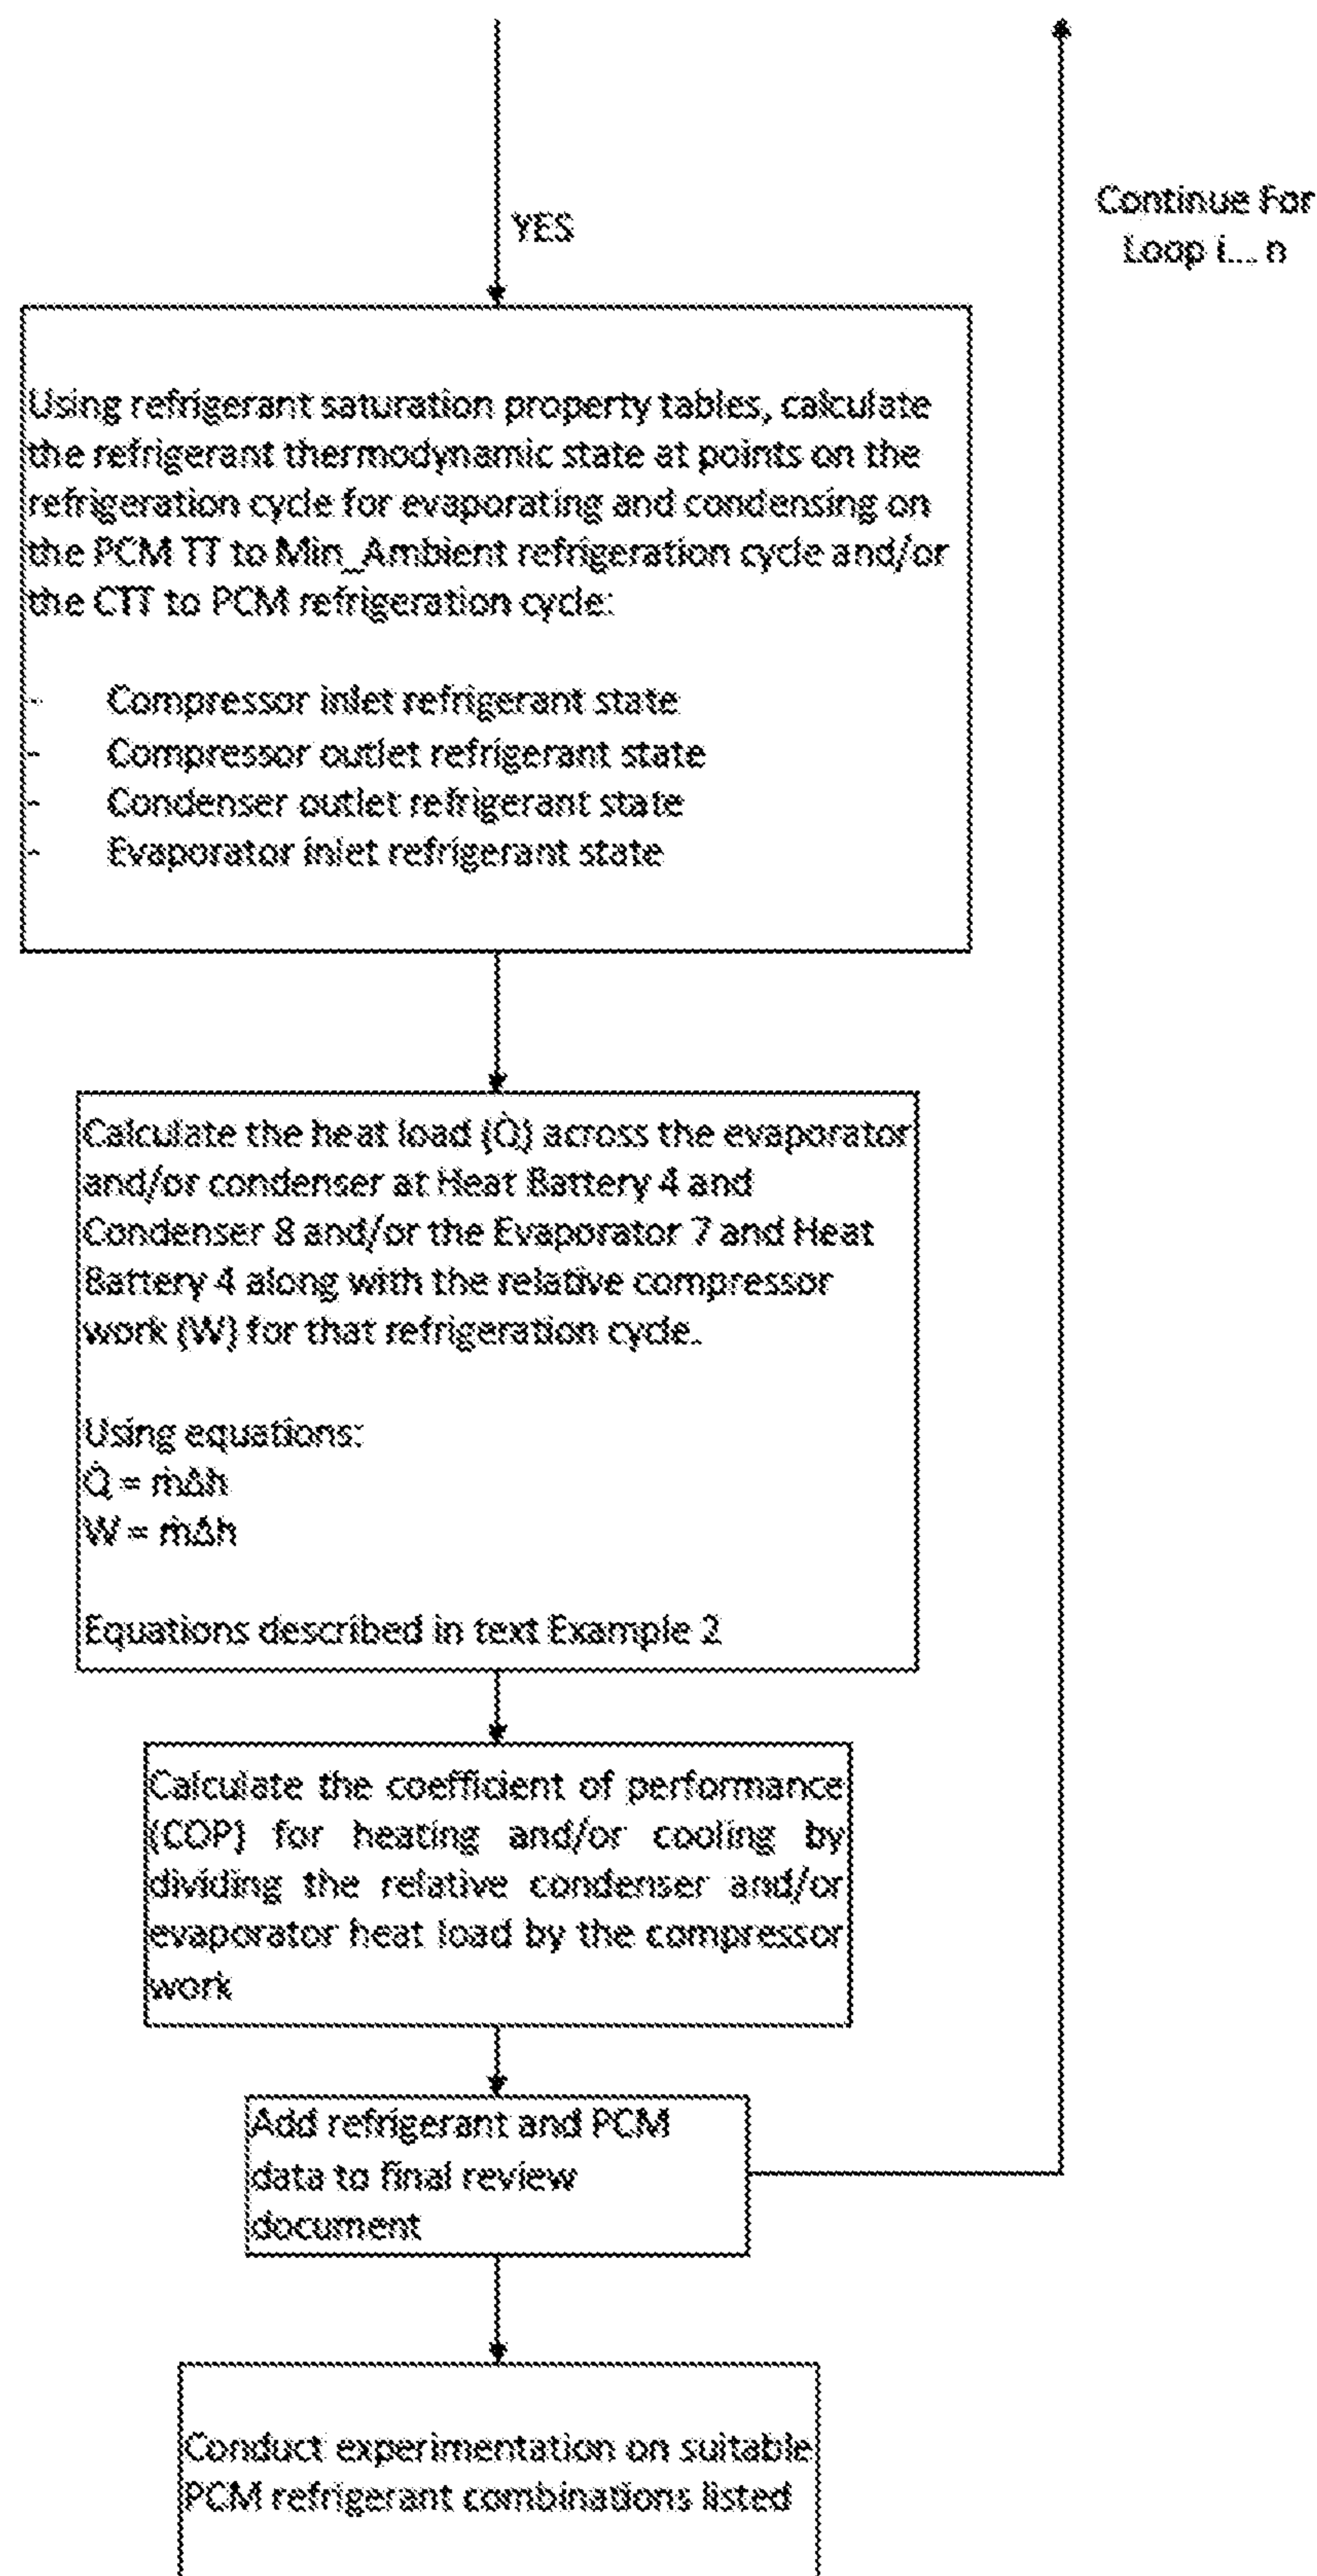 YES
Continue For
Loop i... n
Using refrigerant saturation property tables, calculate
the refrigerant thermodynamic state at points on the
refrigeration cycle for evaporating and condensing on
the PCM TT to Min_Ambient refrigeration cycle and/or
the CTT to PCM refrigeration cycle:
- Compressor inlet refrigerant state
- Compressor outlet refrigerant state
- Condenser outlet refrigerant state
- Evaporator inlet refrigerant state
Calculate the heat load (Q̇) across the evaporator
and/or condenser at Heat Battery 4 and
Condenser 8 and/or the Evaporator 7 and Heat
Battery 4 along with the relative compressor
work (W) for that refrigeration cycle.
Using equations:
Q̇ = ṁΔh
W = ṁΔh
Equations described in text Example 2
Calculate the coefficient of performance
(COP) for heating and/or cooling by
dividing the relative condenser and/or
evaporator heat load by the compressor
work
Add refrigerant and PCM
data to final review
document
Conduct experimentation on suitable
PCM refrigerant combinations listed